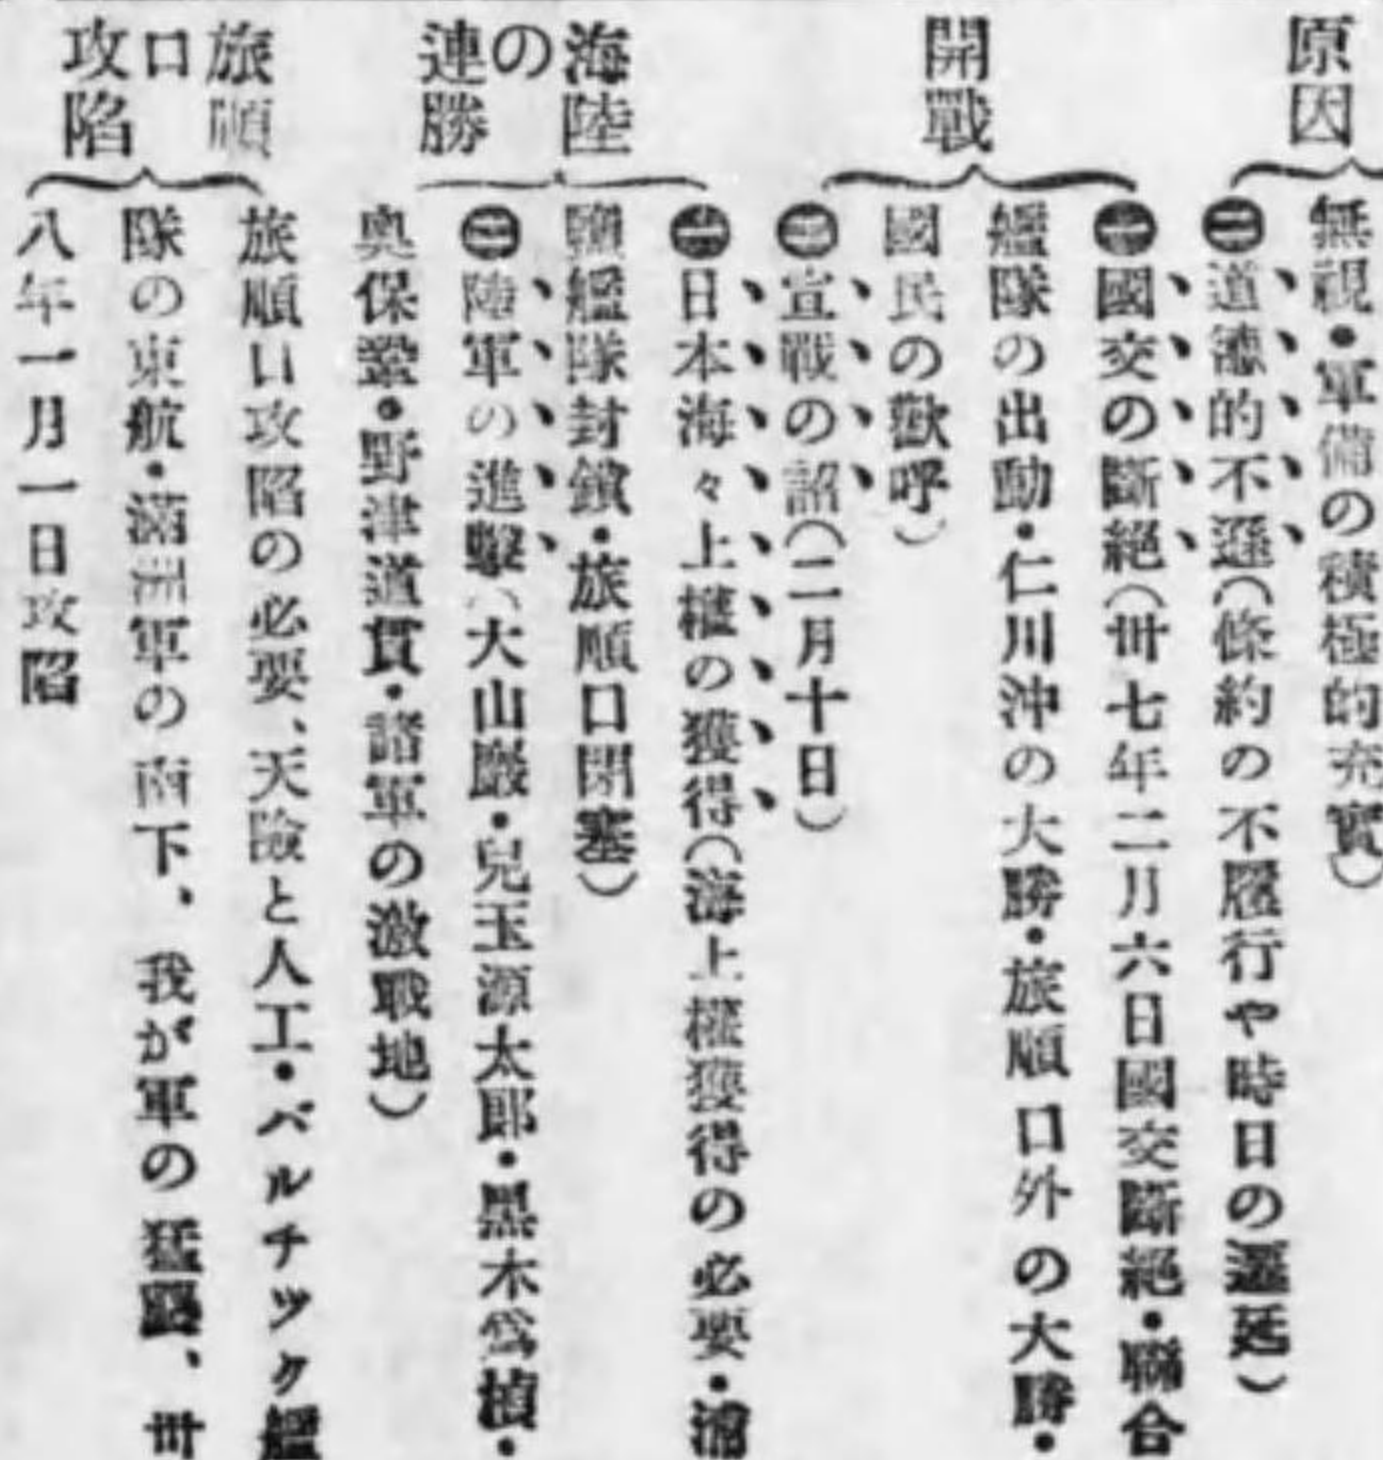 原因
無視・軍備の積極的充實）
㊁道德的不遜（條約の不履行や時日の遷延）
開戰
㊀國交の斷絕（卌七年二月六日國交斷絕・聯合
艦隊の出動・仁川沖の大勝・旅順口外の大勝・
國民の歡呼）
㊁宣戰の詔（二月十日）
海陸の連勝
㊀日本海々上權の獲得（海上權獲得の必要・浦
鹽艦隊封鎖・旅順口閉塞）
㊁陸軍の進擊（大山巖・兒玉源太郎・黑木爲楨・
奧保鞏・野津道貫・諸軍の激戰地）
旅順口攻陷
旅順口攻陷の必要、天險と人工・バルチック艦
隊の東航・滿洲軍の南下、我が軍の猛襲、卅
八年一月一日攻陷